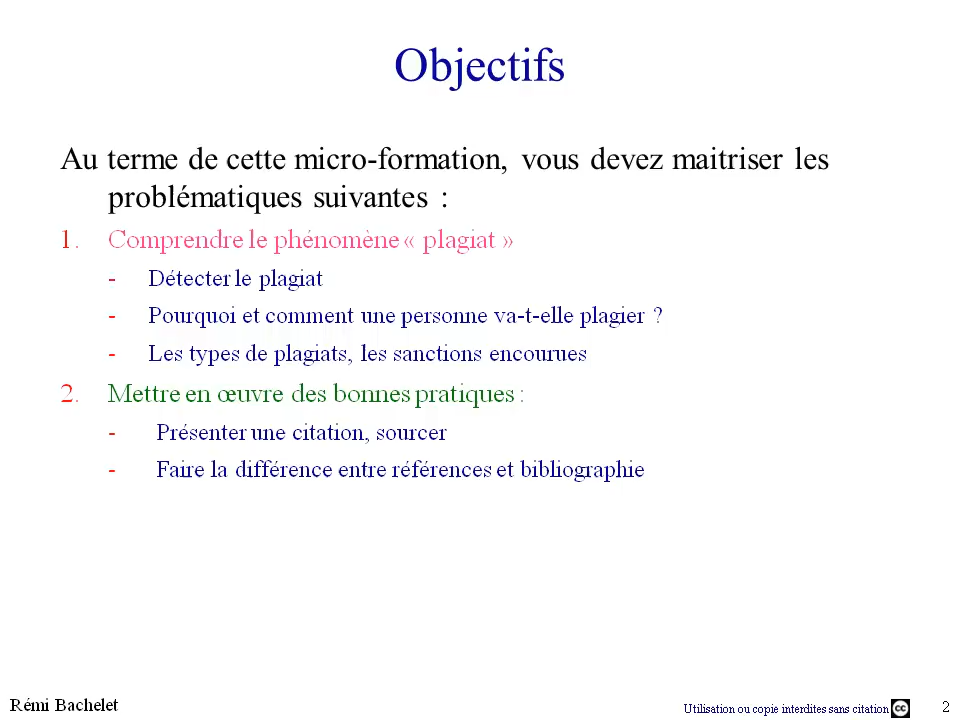 Objectifs
Au terme de cette micro-formation, vous devez maitriser les
problématiques suivantes :
1. Comprendre le phénomène « plagiat »
- Détecter le plagiat
- Pourquoi et comment une personne va-t-elle plagier ?
- Les types de plagiats, les sanctions encourues
2. Mettre en œuvre des bonnes pratiques :
- Présenter une citation, sourcer
- Faire la différence entre références et bibliographie
Rémi Bachelet
Utilisation ou copie interdites sans citation cc
2